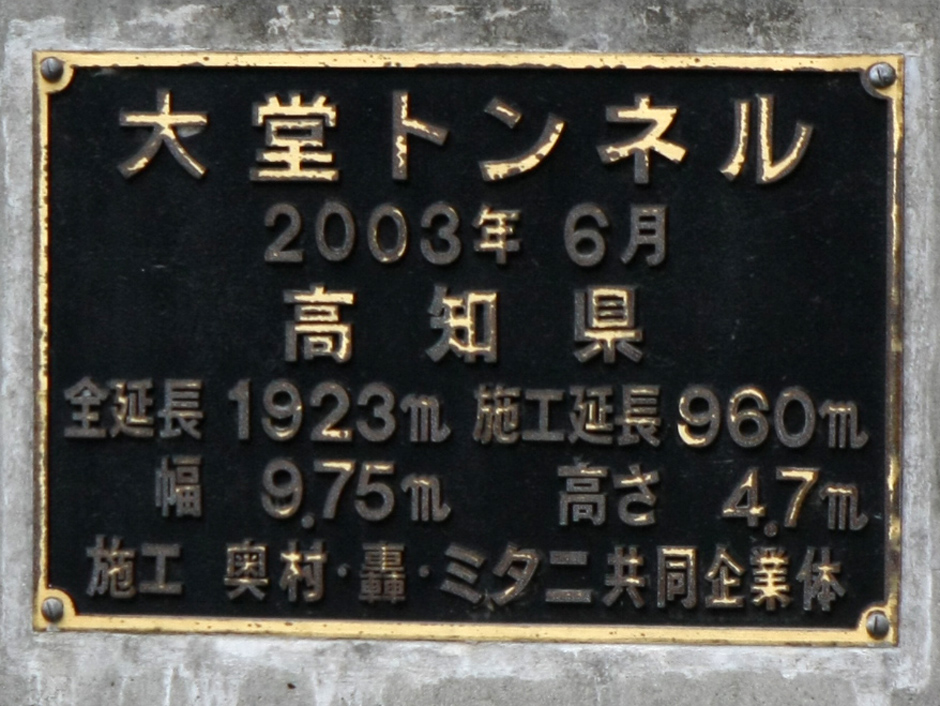 大堂トンネル
2003年 6月
高知県
全延長 1923m 施工延長 960m
幅 9.75m 高さ 4.7m
施工 奥村・轟・ミタニ共同企業体